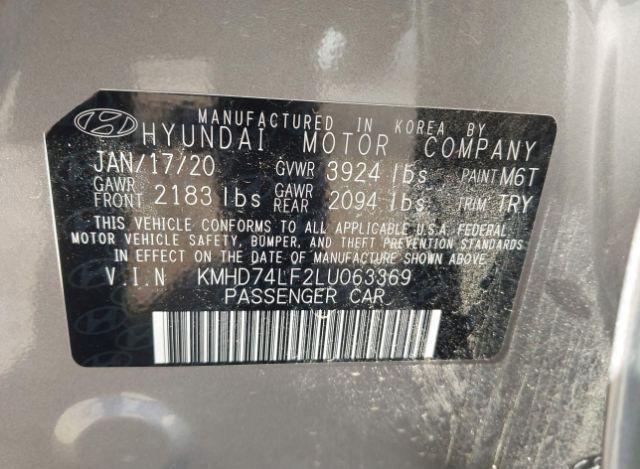 MANUFACTURED IN KOREA BY
HYUNDAI MOTOR COMPANY
JAN/17/20 GVWR 3924 lbs PAINT M6T
GAWR FRONT 2183 lbs GAWR REAR 2094 lbs TRIM TRY
THIS VEHICLE CONFORMS TO ALL APPLICABLE U.S.A FEDERAL
MOTOR VEHICLE SAFETY, BUMPER, AND THEFT PREVENTION STANDARDS
IN EFFECT ON THE DATE OF MANUFACTURE SHOWN ABOVE.
V.I.N KMHD74LF2LU063369
PASSENGER CAR